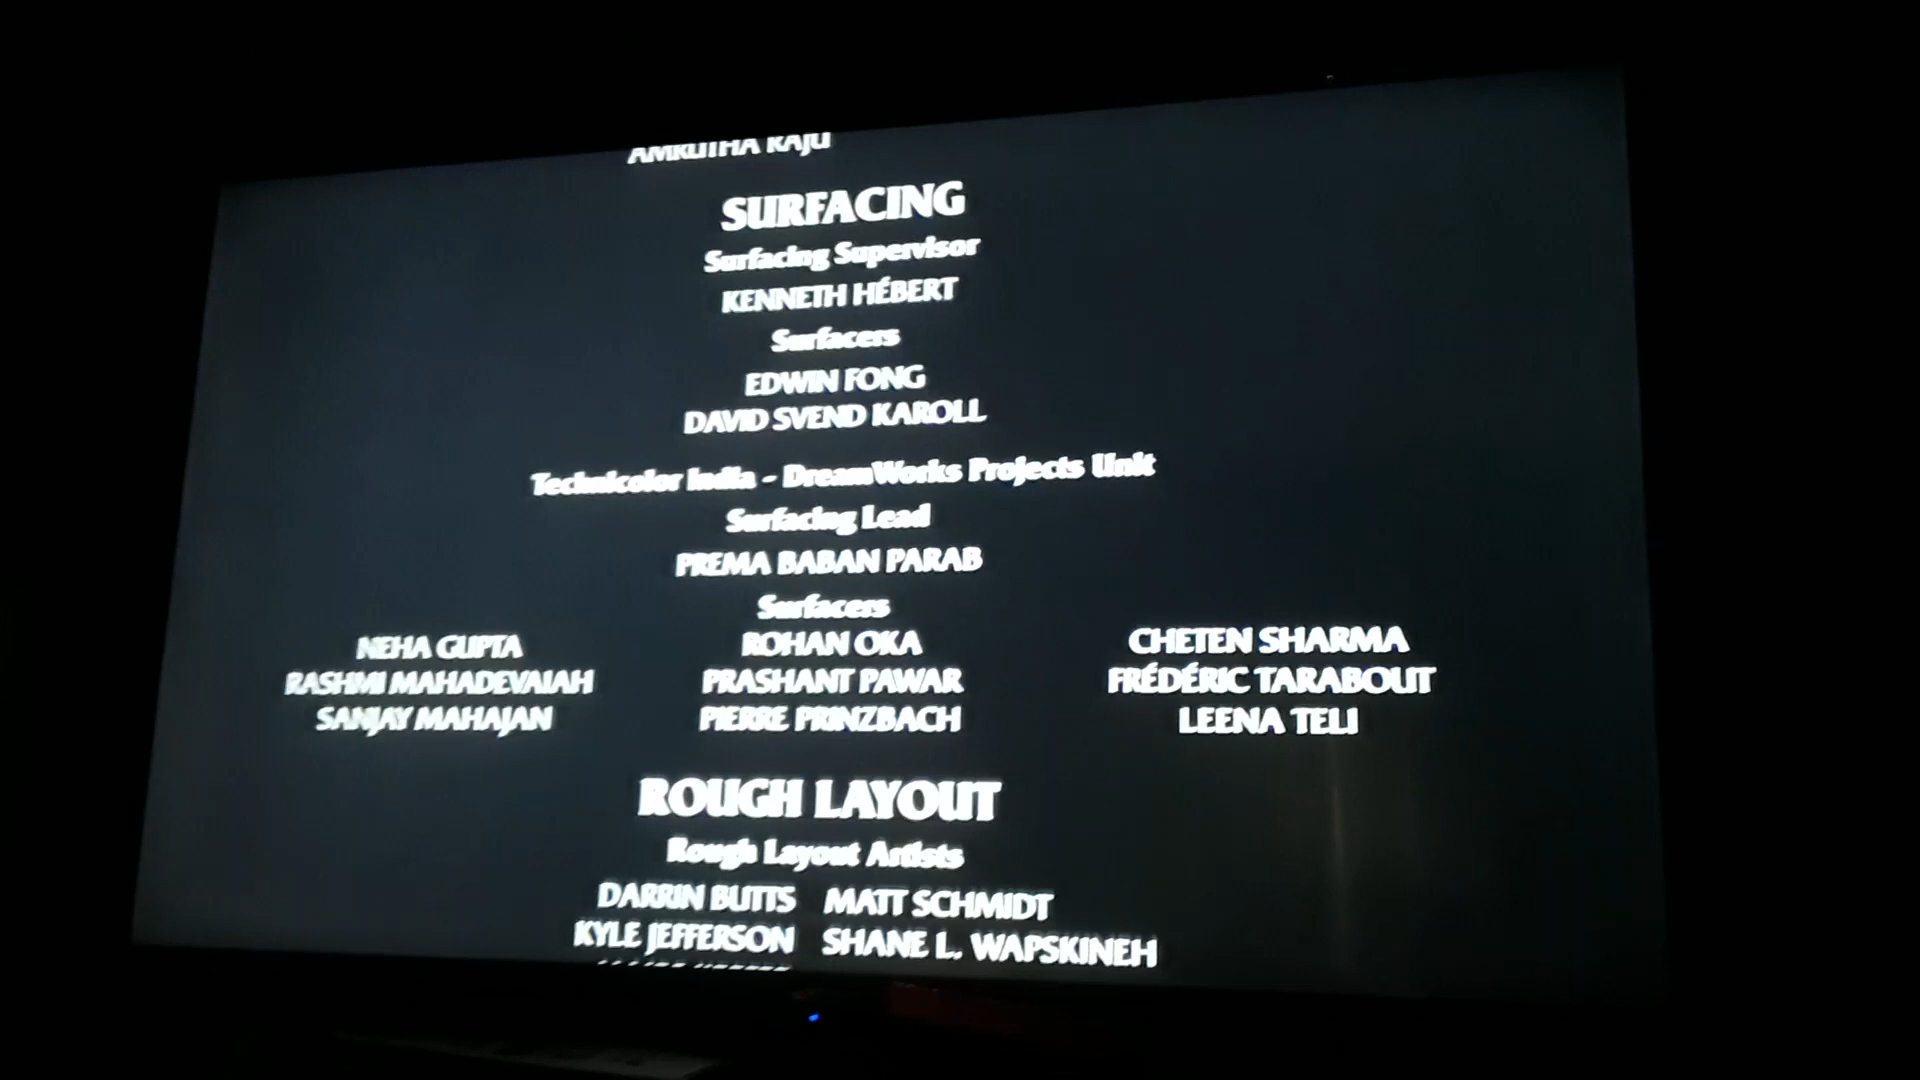 AMRUTHA RAJU
SURFACING
Surfacing Supervisor
KENNETH HÉBERT
Surfacers
EDWIN FONG
DAVID SVEND KAROLL
Technicolor India - DreamWorks Projects Unit
Surfacing Lead
PREMA BABAN PARAB
Surfacers
NEHA GUPTA ROHAN OKA CHETEN SHARMA
RASHMI MAHADEVAIAH PRASHANT PAWAR FRÉDÉRIC TARABOUT
SANJAY MAHAJAN PIERRE PRINZBACH LEENA TELI
ROUGH LAYOUT
Rough Layout Artists
DARRIN BUTTS MATT SCHMIDT
KYLE JEFFERSON SHANE L. WAPSKINEH